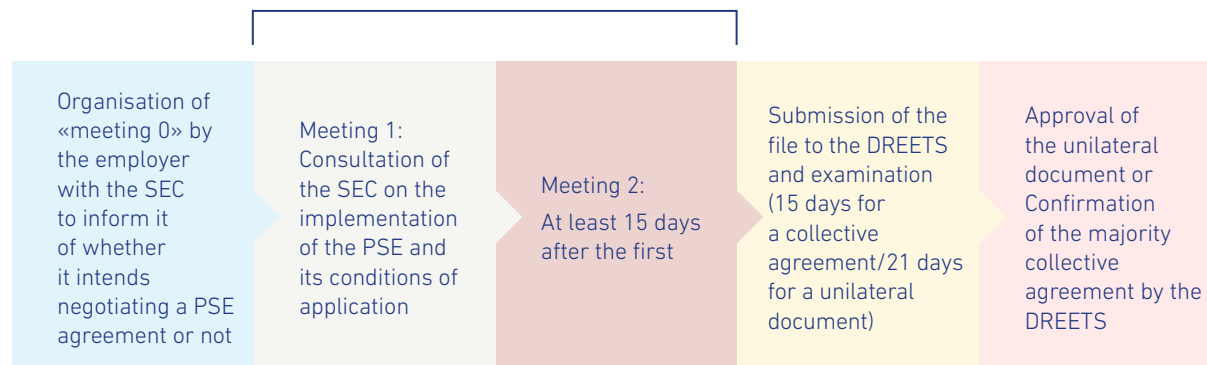 Organisation of
«meeting 0» by
the employer
with the SEC
to inform it
of whether
it intends
negotiating a PSE
agreement or not
Meeting 1:
Consultation of
the SEC on the
implementation
of the PSE and
its conditions of
application
Meeting 2:
At least 15 days
after the first
Submission of the
file to the DREETS
and examination
(15 days for
a collective
agreement/21 days
for a unilateral
document)
Approval of
the unilateral
document or
Confirmation
of the majority
collective
agreement by the
DREETS